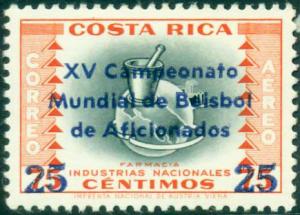 COSTA RICA
CORREO
AEREO
XV Campeonato
Mundial de Beisbol
de Aficionados
FARMACIA
INDUSTRIAS NACIONALES
25 CÉNTIMOS 25
IMPRENTA NACIONAL DE AUSTRIA VIENA